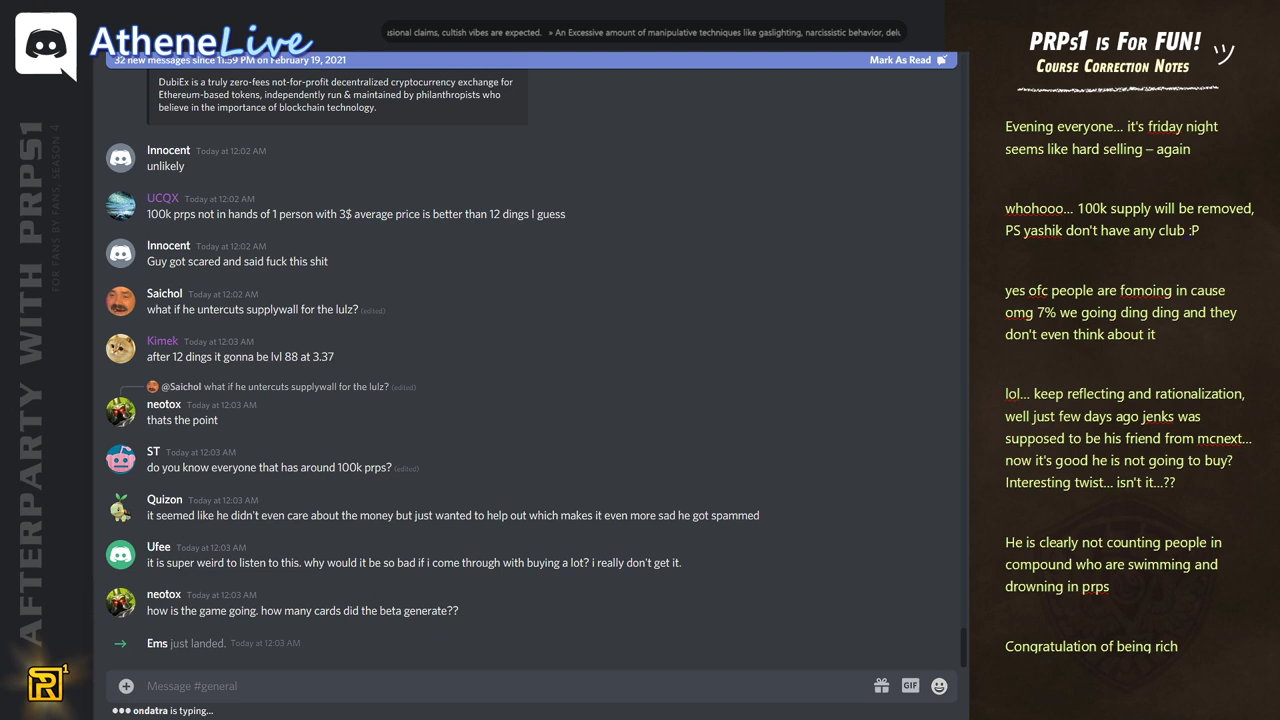 AtheneLive
isional claims, cultish vibes are expected. » An Excessive amount of manipulative techniques like gaslighting, narcissistic behavior, delu
AFTERPARTY WITH PRPS1
FOR FANS BY FANS, SEASON 4
32 new messages since 11:59 PM on February 19, 2021
Mark As Read
DubiEx is a truly zero-fees not-for-profit decentralized cryptocurrency exchange for
Ethereum-based tokens, independently run & maintained by philanthropists who
believe in the importance of blockchain technology.
Innocent Today at 12:02 AM
unlikely
UCQX Today at 12:02 AM
100k prps not in hands of 1 person with 3$ average price is better than 12 dings I guess
Innocent Today at 12:02 AM
Guy got scared and said fuck this shit
Saichol Today at 12:02 AM
what if he untercuts supplywall for the lulz? (edited)
Kimek Today at 12:03 AM
after 12 dings it gonna be lvl 88 at 3.37
@Saichol what if he untercuts supplywall for the lulz? (edited)
neotox Today at 12:03 AM
thats the point
ST Today at 12:03 AM
do you know everyone that has around 100k prps? (edited)
Quizon Today at 12:03 AM
it seemed like he didn't even care about the money but just wanted to help out which makes it even more sad he got spammed
Ufee Today at 12:03 AM
it is super weird to listen to this. why would it be so bad if i come through with buying a lot? i really don't get it.
neotox Today at 12:03 AM
how is the game going. how many cards did the beta generate??
Ems just landed. Today at 12:03 AM
Message #general
GIF
ondatra is typing...
PRPs1 is For FUN!
Course Correction Notes
Evening everyone... it's friday night
seems like hard selling – again
whohooo... 100k supply will be removed,
PS yashik don't have any club :P
yes ofc people are fomoing in cause
omg 7% we going ding ding and they
don't even think about it
lol... keep reflecting and rationalization,
well just few days ago jenks was
supposed to be his friend from mcnext...
now it's good he is not going to buy?
Interesting twist... isn't it...??
He is clearly not counting people in
compound who are swimming and
drowning in prps
Congratulation of being rich